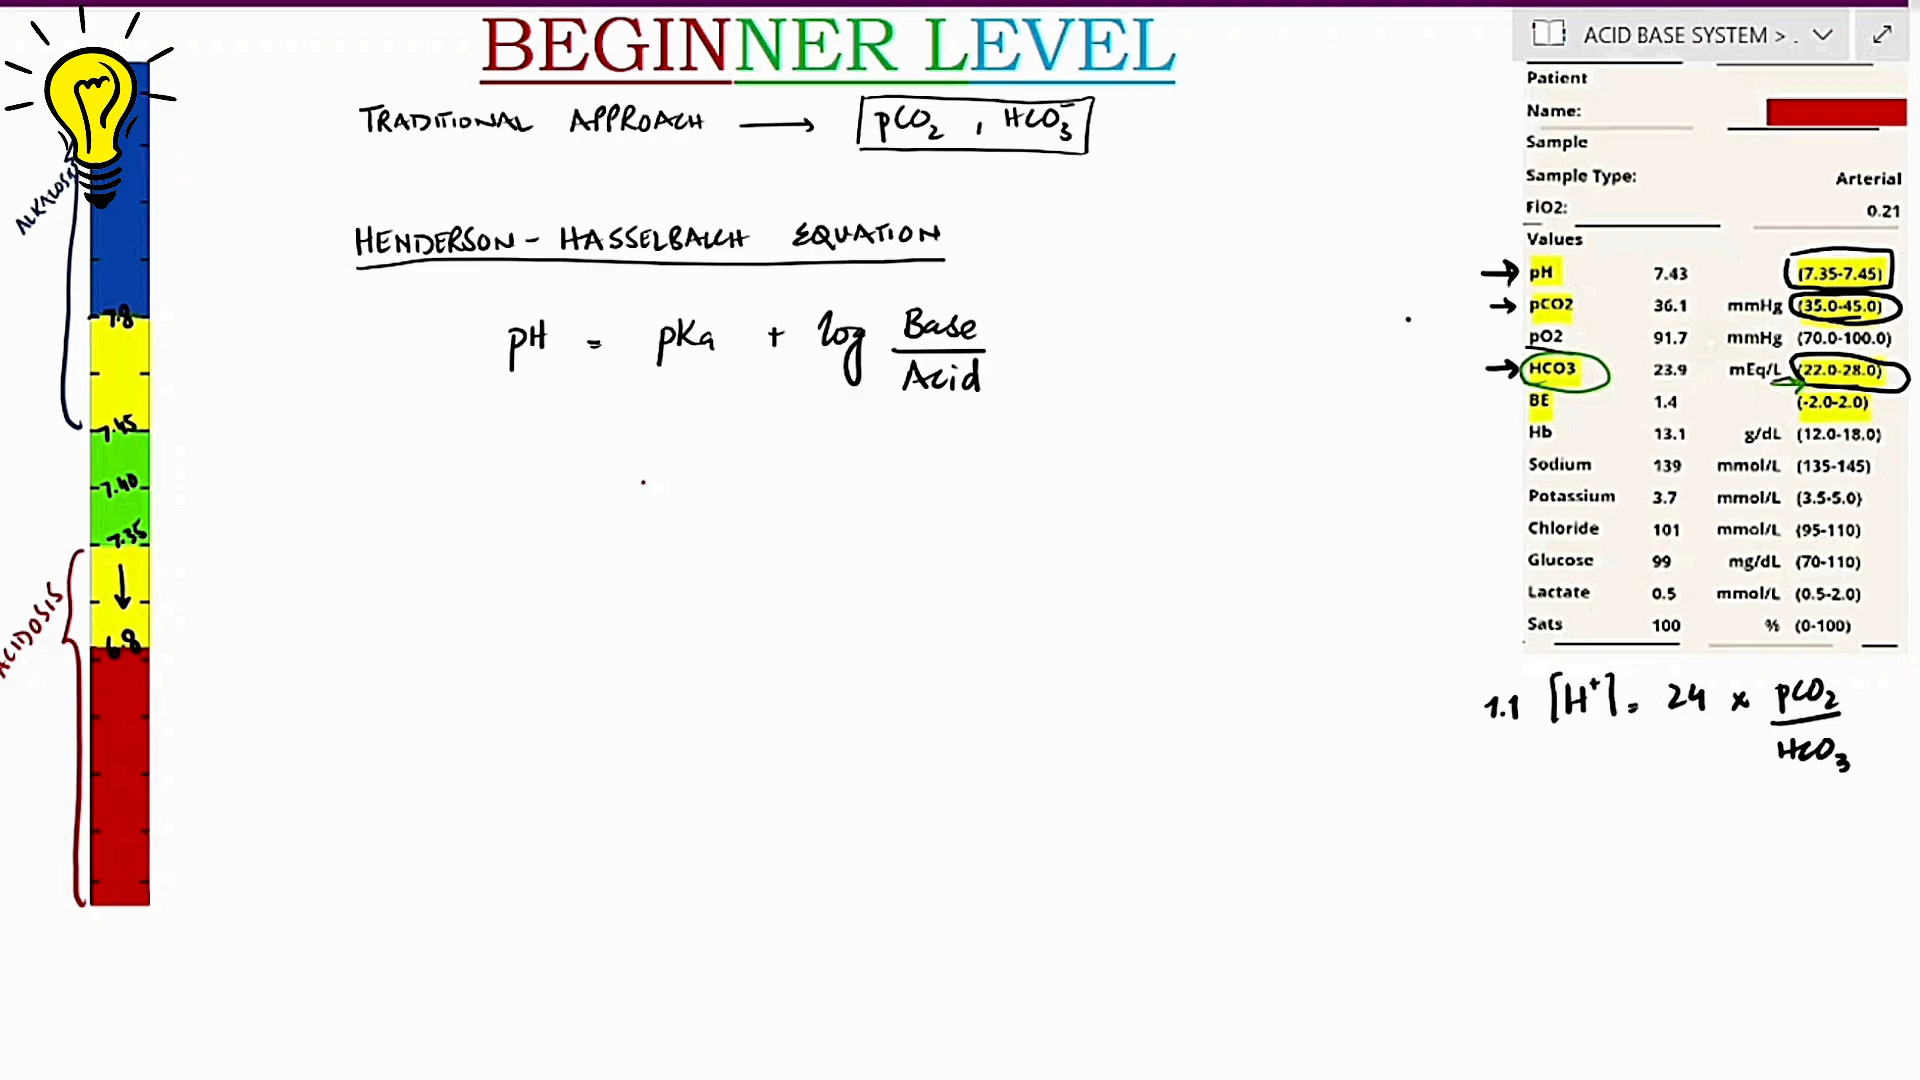 BEGINNER LEVEL
TRADITIONAL APPROACH → pCO2 , HCO3-
HENDERSON - HASSELBALCH EQUATION
pH = pKa + log Base
Acid
7.8
7.45
7.40
7.35
6.8
ACIDOSIS
ACID BASE SYSTEM > .
Patient
Name:
Sample
Sample Type: Arterial
FIO2: 0.21
Values
→ pH 7.43 (7.35-7.45)
→ pCO2 36.1 mmHg (35.0-45.0)
pO2 91.7 mmHg (70.0-100.0)
→ HCO3 23.9 mEq/L (22.0-28.0)
BE 1.4 (-2.0-2.0)
Hb 13.1 g/dL (12.0-18.0)
Sodium 139 mmol/L (135-145)
Potassium 3.7 mmol/L (3.5-5.0)
Chloride 101 mmol/L (95-110)
Glucose 99 mg/dL (70-110)
Lactate 0.5 mmol/L (0.5-2.0)
Sats 100 % (0-100)
1.1 [H+] = 24 x pCO2
HCO3